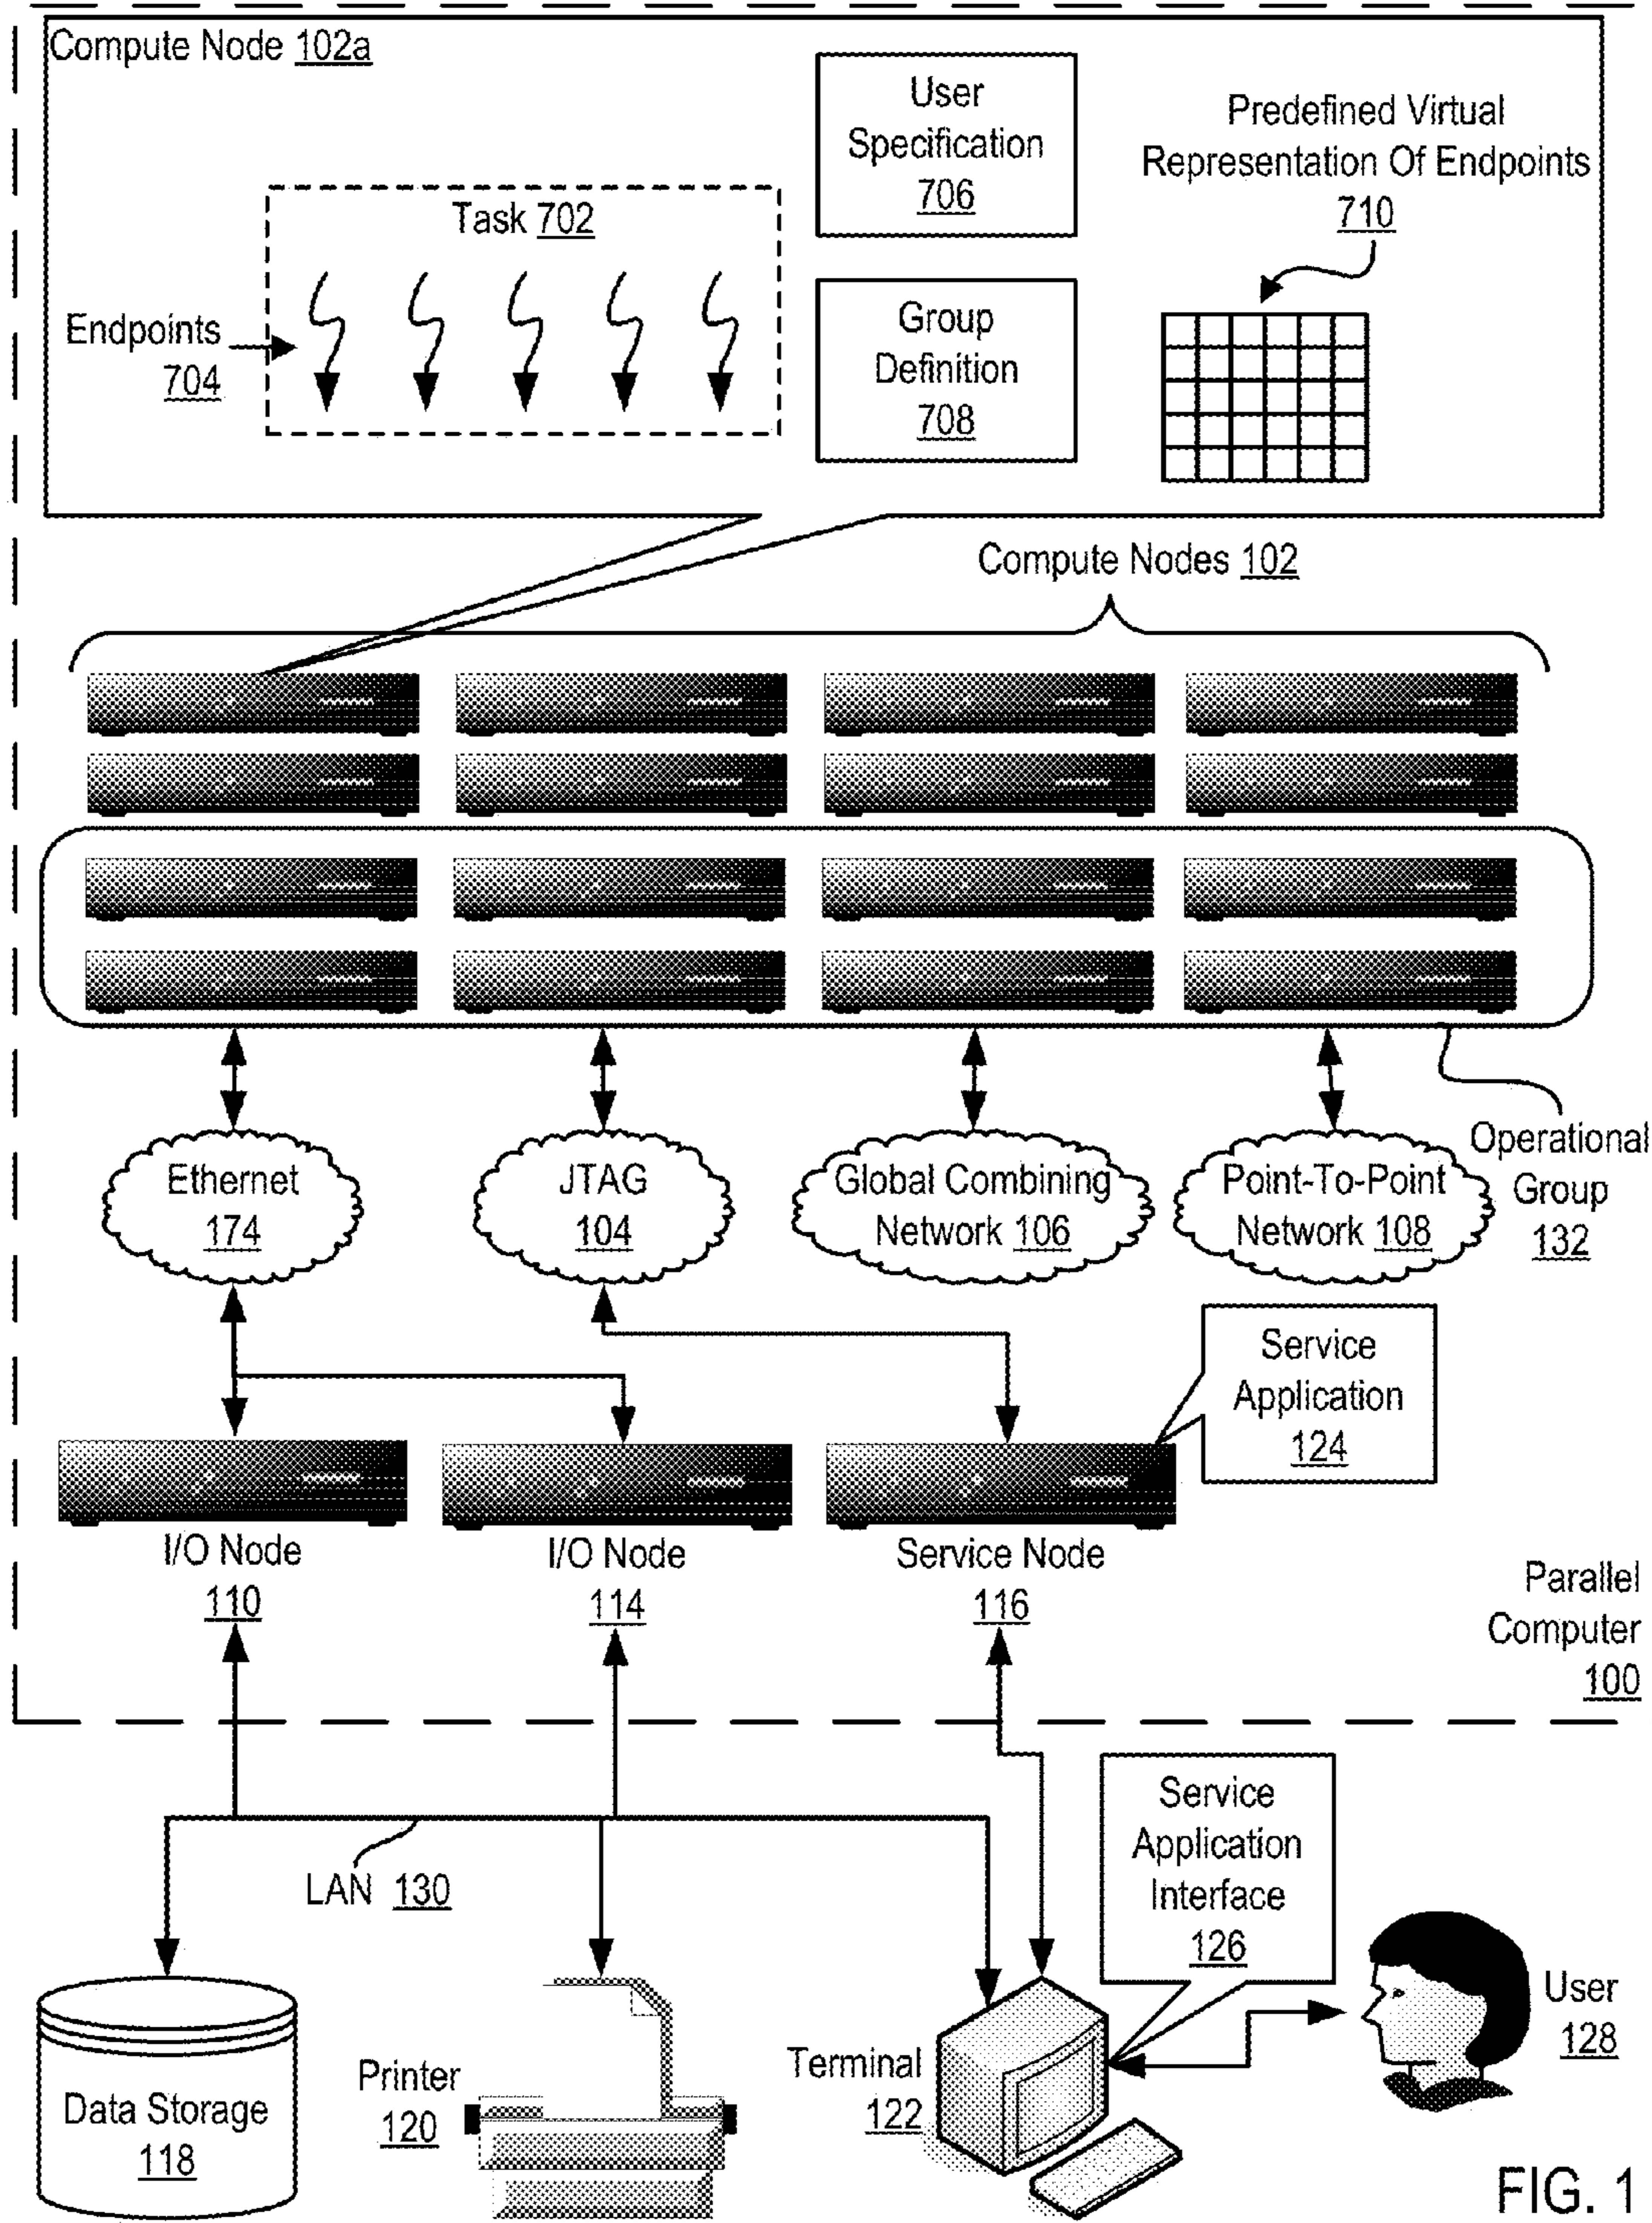 Compute Node 102a
User
Specification
706
Predefined Virtual
Representation Of Endpoints
710
Task 702
Endpoints
704
Group
Definition
708
Compute Nodes 102
Ethernet
174
JTAG
104
Global Combining
Network 106
Point-To-Point
Network 108
Operational
Group
132
Service
Application
124
I/O Node
110
I/O Node
114
Service Node
116
Parallel
Computer
100
LAN 130
Service
Application
Interface
126
Data Storage
118
Printer
120
Terminal
122
User
128
FIG. 1